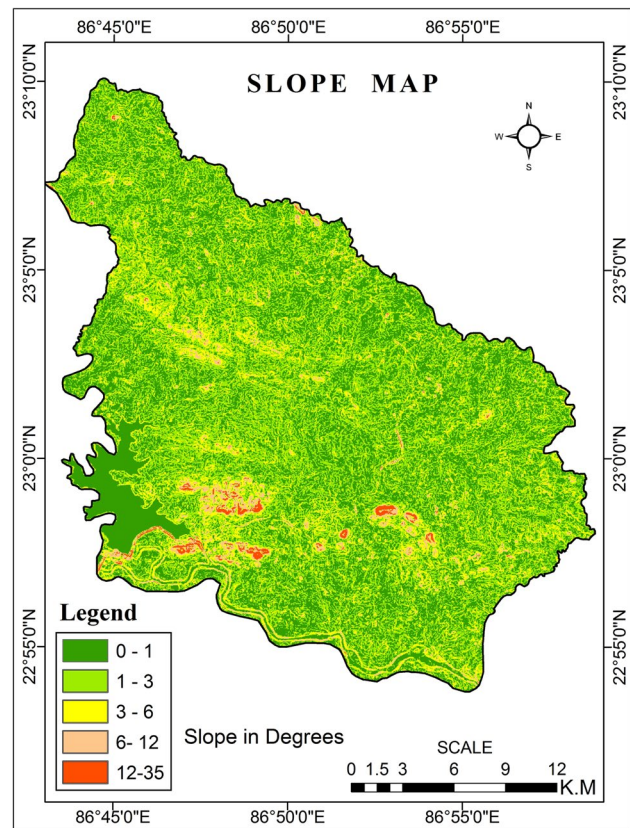 86°45'0"E 86°50'0"E 86°55'0"E
SLOPE MAP
N
W E
S
23°10'0"N
23°10'0"N
23°5'0"N
23°5'0"N
23°0'0"N
23°0'0"N
22°55'0"N
22°55'0"N
Legend
0 - 1
1 - 3
3 - 6
6- 12
12-35
Slope in Degrees
SCALE
0 1.5 3 6 9 12
K.M
86°45'0"E 86°50'0"E 86°55'0"E